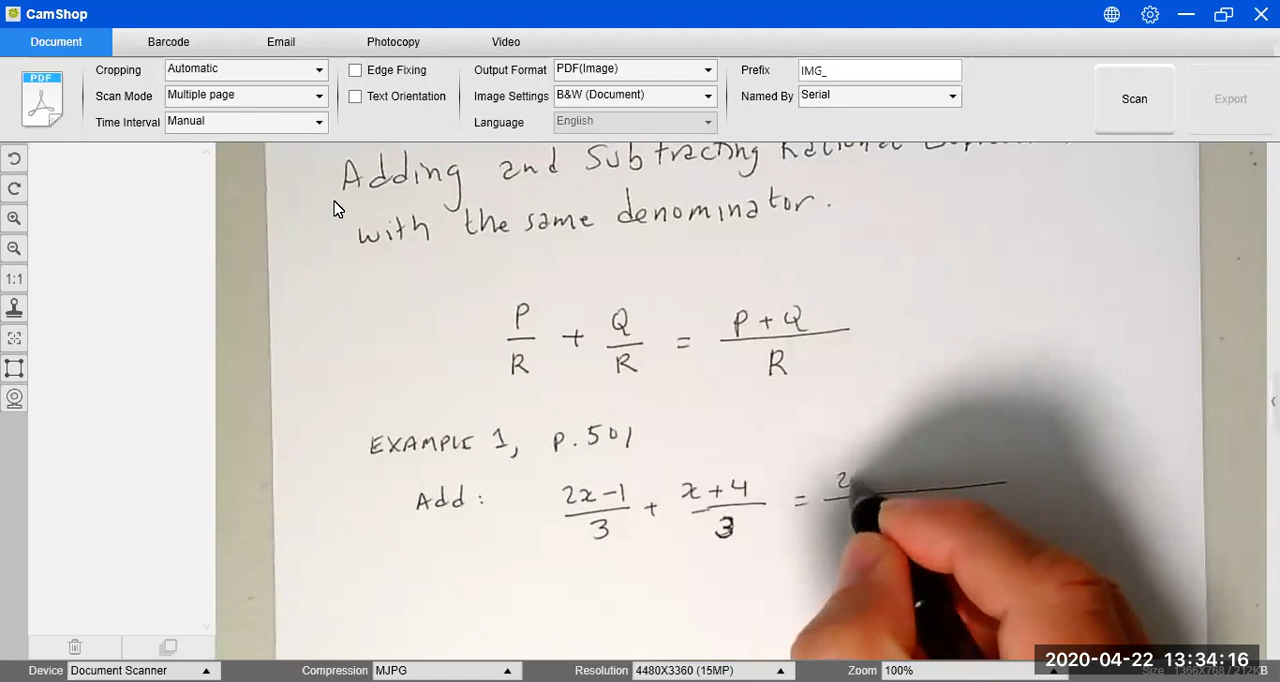 CamShop
Document Barcode Email Photocopy Video
PDF
Cropping Automatic Edge Fixing Output Format PDF(Image) Prefix IMG_ Scan Export
Scan Mode Multiple page Text Orientation Image Settings B&W (Document) Named By Serial
Time Interval Manual Language English
1:1
Adding and Subtracting Rational
with the same denominator.
P/R + Q/R = P+Q/R
EXAMPLE 1, p.501
Add: 2x-1/3 + x+4/3 = 2
Device Document Scanner Compression MJPG Resolution 4480X3360 (15MP) Zoom 100%
2020-04-22 13:34:16